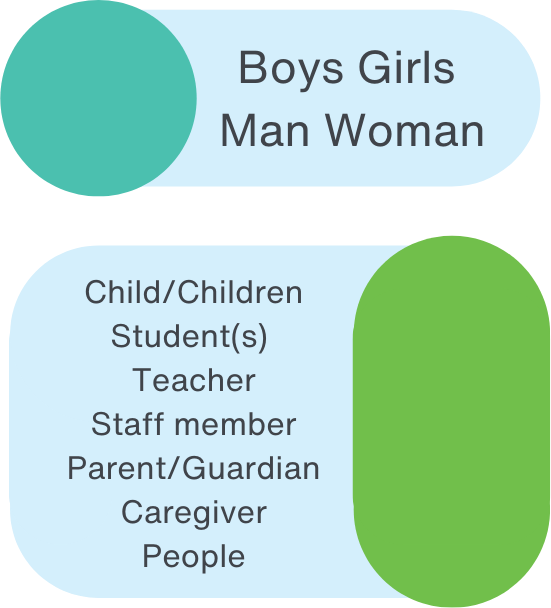 Boys Girls
Man Woman
Child/Children
Student(s)
Teacher
Staff member
Parent/Guardian
Caregiver
People